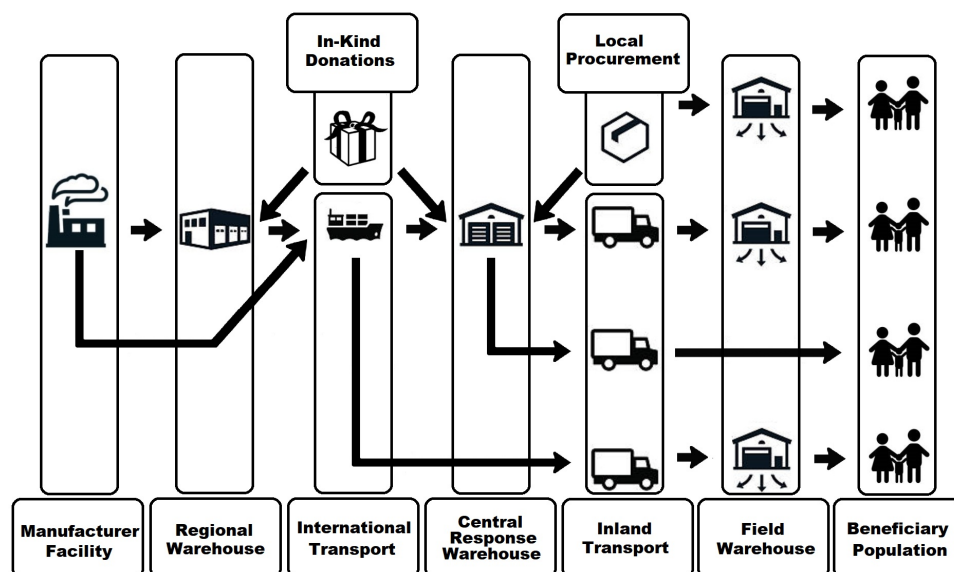 In-Kind
Donations
Local
Procurement
Manufacturer
Facility
Regional
Warehouse
International
Transport
Central
Response
Warehouse
Inland
Transport
Field
Warehouse
Beneficiary
Population